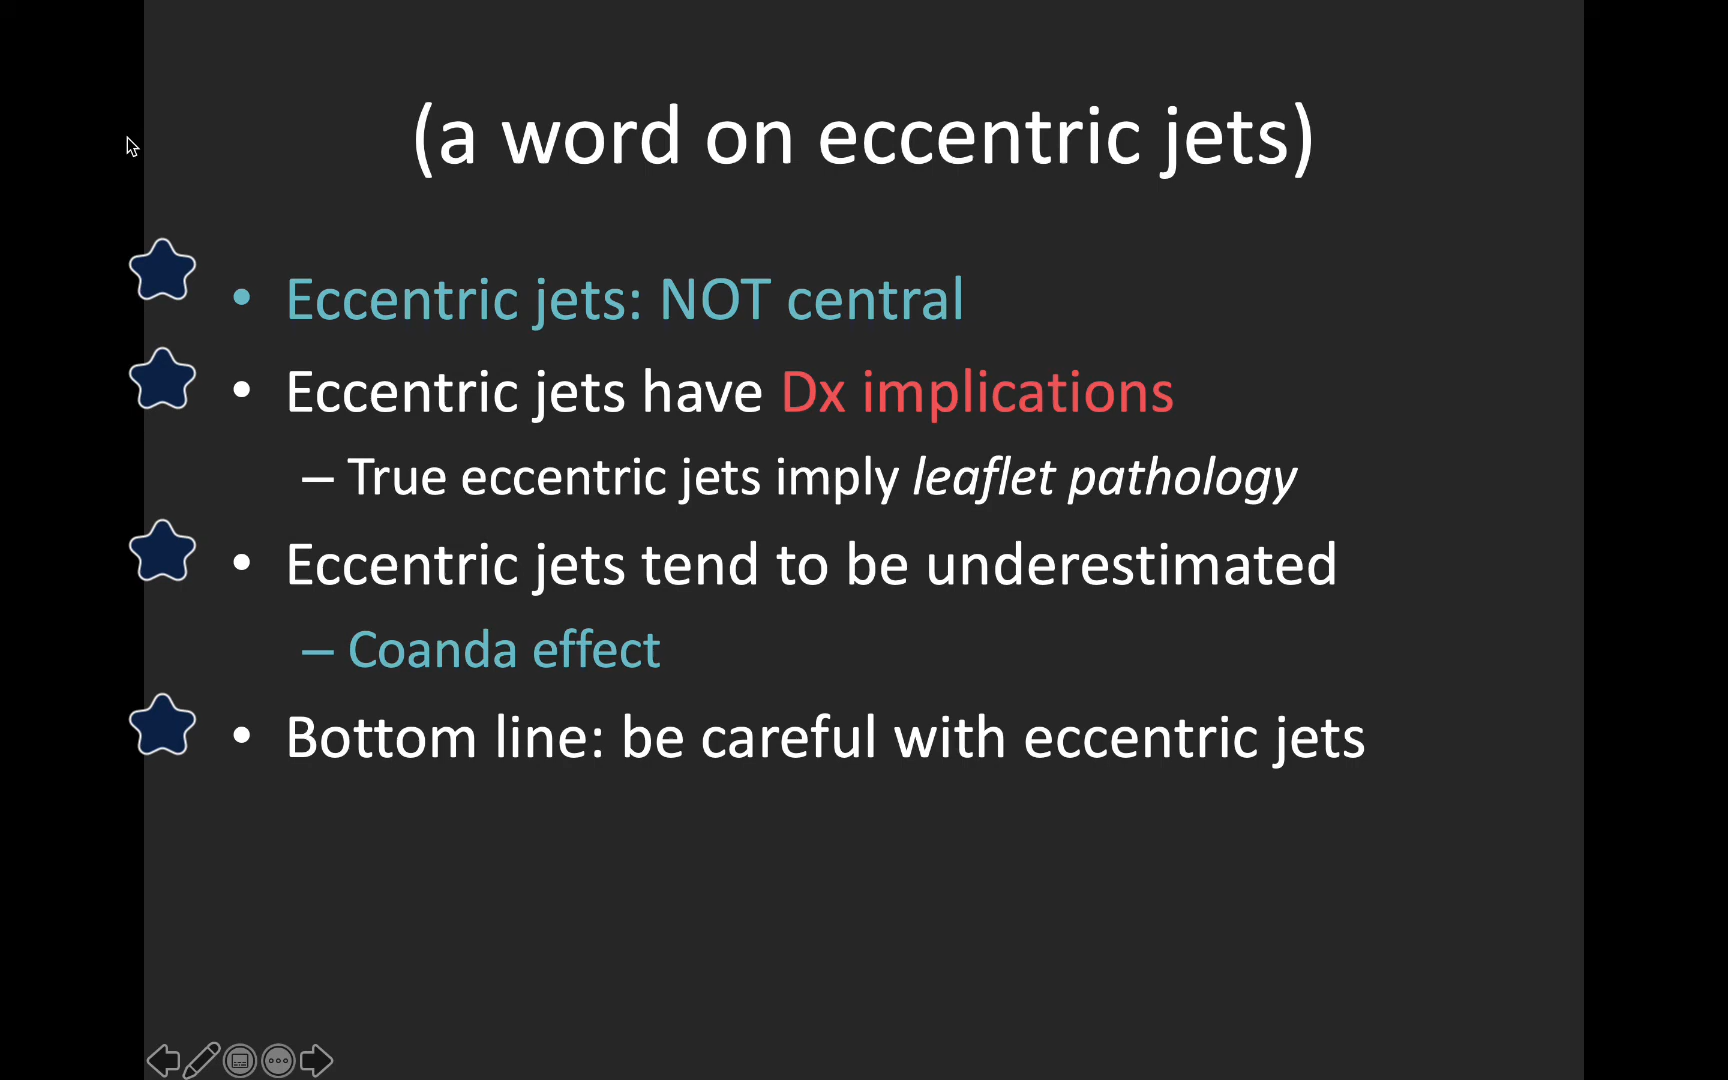 (a word on eccentric jets)
• Eccentric jets: NOT central
• Eccentric jets have Dx implications
– True eccentric jets imply leaflet pathology
• Eccentric jets tend to be underestimated
– Coanda effect
• Bottom line: be careful with eccentric jets